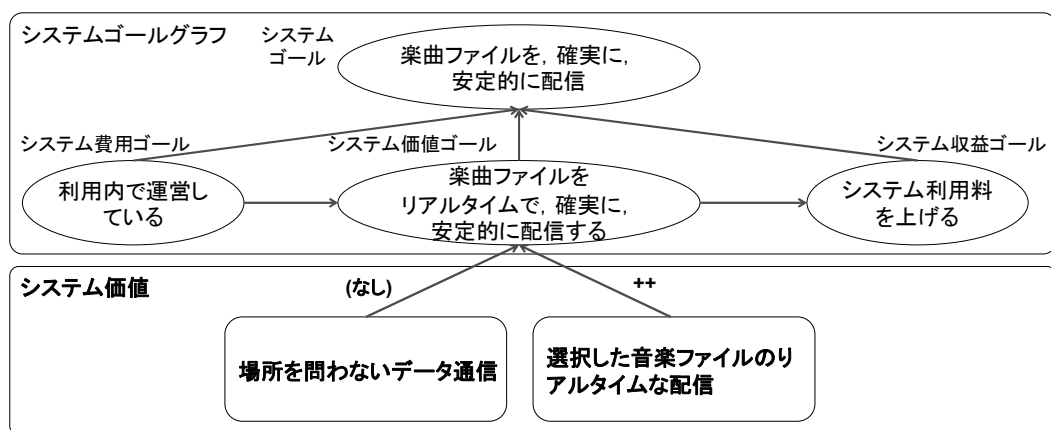 システムゴールグラフ
システム
ゴール
楽曲ファイルを，確実に，
安定的に配信
システム費用ゴール
システム価値ゴール
システム収益ゴール
利用内で運営し
ている
楽曲ファイルを
リアルタイムで，確実に，
安定的に配信する
システム利用料
を上げる
システム価値
(なし)
++
場所を問わないデータ通信
選択した音楽ファイルのリ
アルタイムな配信